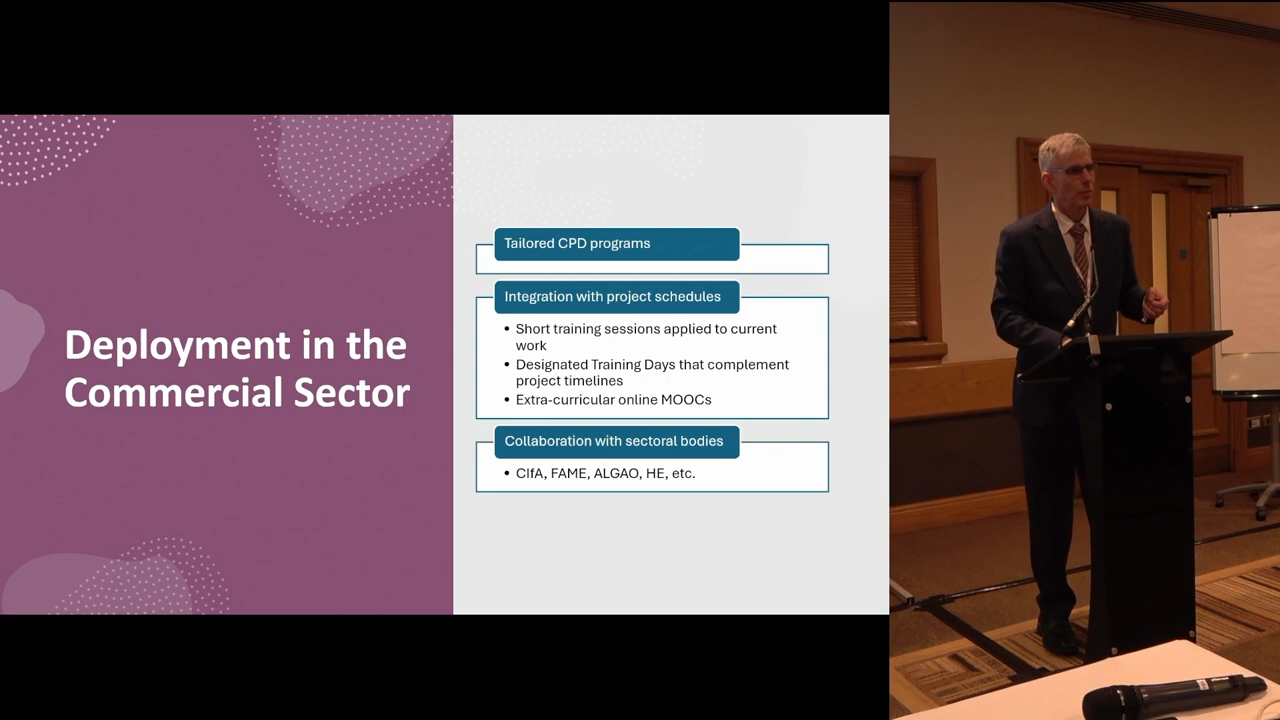 Deployment in the
Commercial Sector
Tailored CPD programs
Integration with project schedules
• Short training sessions applied to current
work
• Designated Training Days that complement
project timelines
• Extra-curricular online MOOCs
Collaboration with sectoral bodies
• CIfA, FAME, ALGAO, HE, etc.